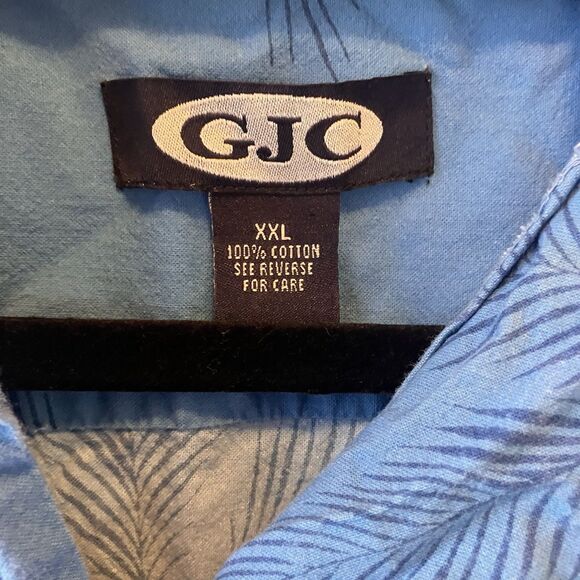 GJC
XXL
100% COTTON
SEE REVERSE
FOR CARE